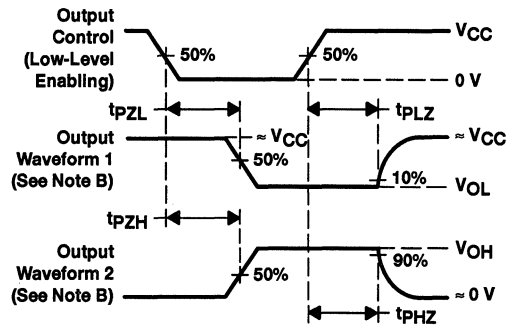 Output
Control
(Low-Level
Enabling)
50%
50%
VCC
0 V
tPZL
tPLZ
Output
Waveform 1
(See Note B)
≈ VCC
50%
≈ VCC
10%
VOL
tPZH
Output
Waveform 2
(See Note B)
50%
VOH
90%
≈ 0 V
tPHZ